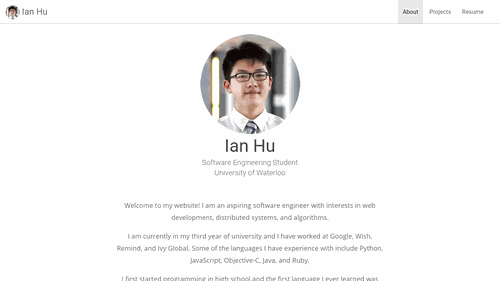 Ian Hu
About
Projects
Resume
Ian Hu
Software Engineering Student
University of Waterloo
Welcome to my website! I am an aspiring software engineer with interests in web
development, distributed systems, and algorithms.
I am currently in my third year of university and I have worked at Google, Wish,
Remind, and Ivy Global. Some of the languages I have experience with include Python,
JavaScript, Objective-C, Java, and Ruby.
I first started programming in high school and the first language I ever learned was